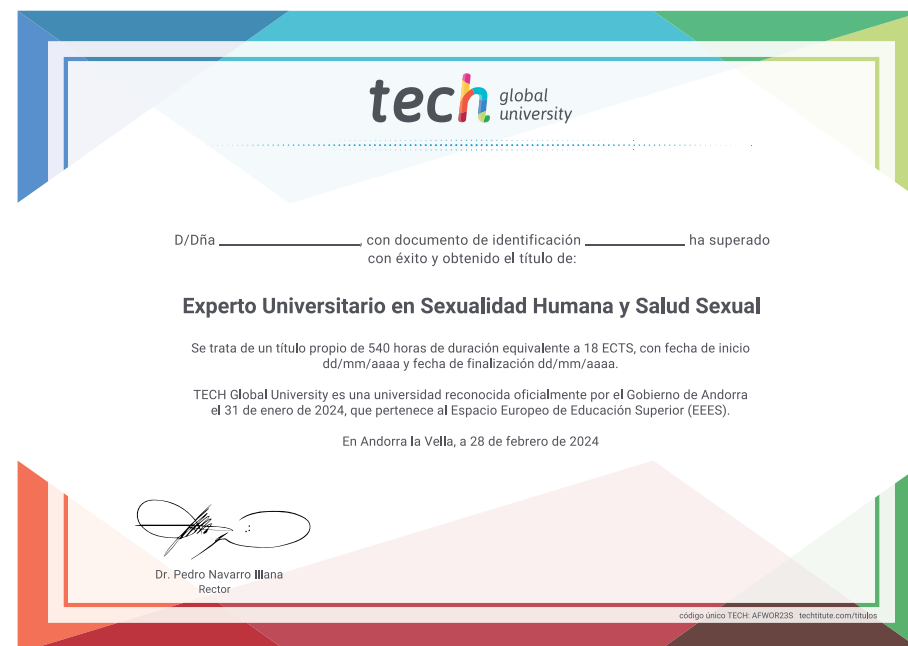 tech global
university
D/Dña ______________________, con documento de identificación _______________ ha superado
con éxito y obtenido el título de:
Experto Universitario en Sexualidad Humana y Salud Sexual
Se trata de un título propio de 540 horas de duración equivalente a 18 ECTS, con fecha de inicio
dd/mm/aaaa y fecha de finalización dd/mm/aaaa.
TECH Global University es una universidad reconocida oficialmente por el Gobierno de Andorra
el 31 de enero de 2024, que pertenece al Espacio Europeo de Educación Superior (EEES).
En Andorra la Vella, a 28 de febrero de 2024
Dr. Pedro Navarro Illana
Rector
código único TECH: AFWOR23S techtitute.com/titulos